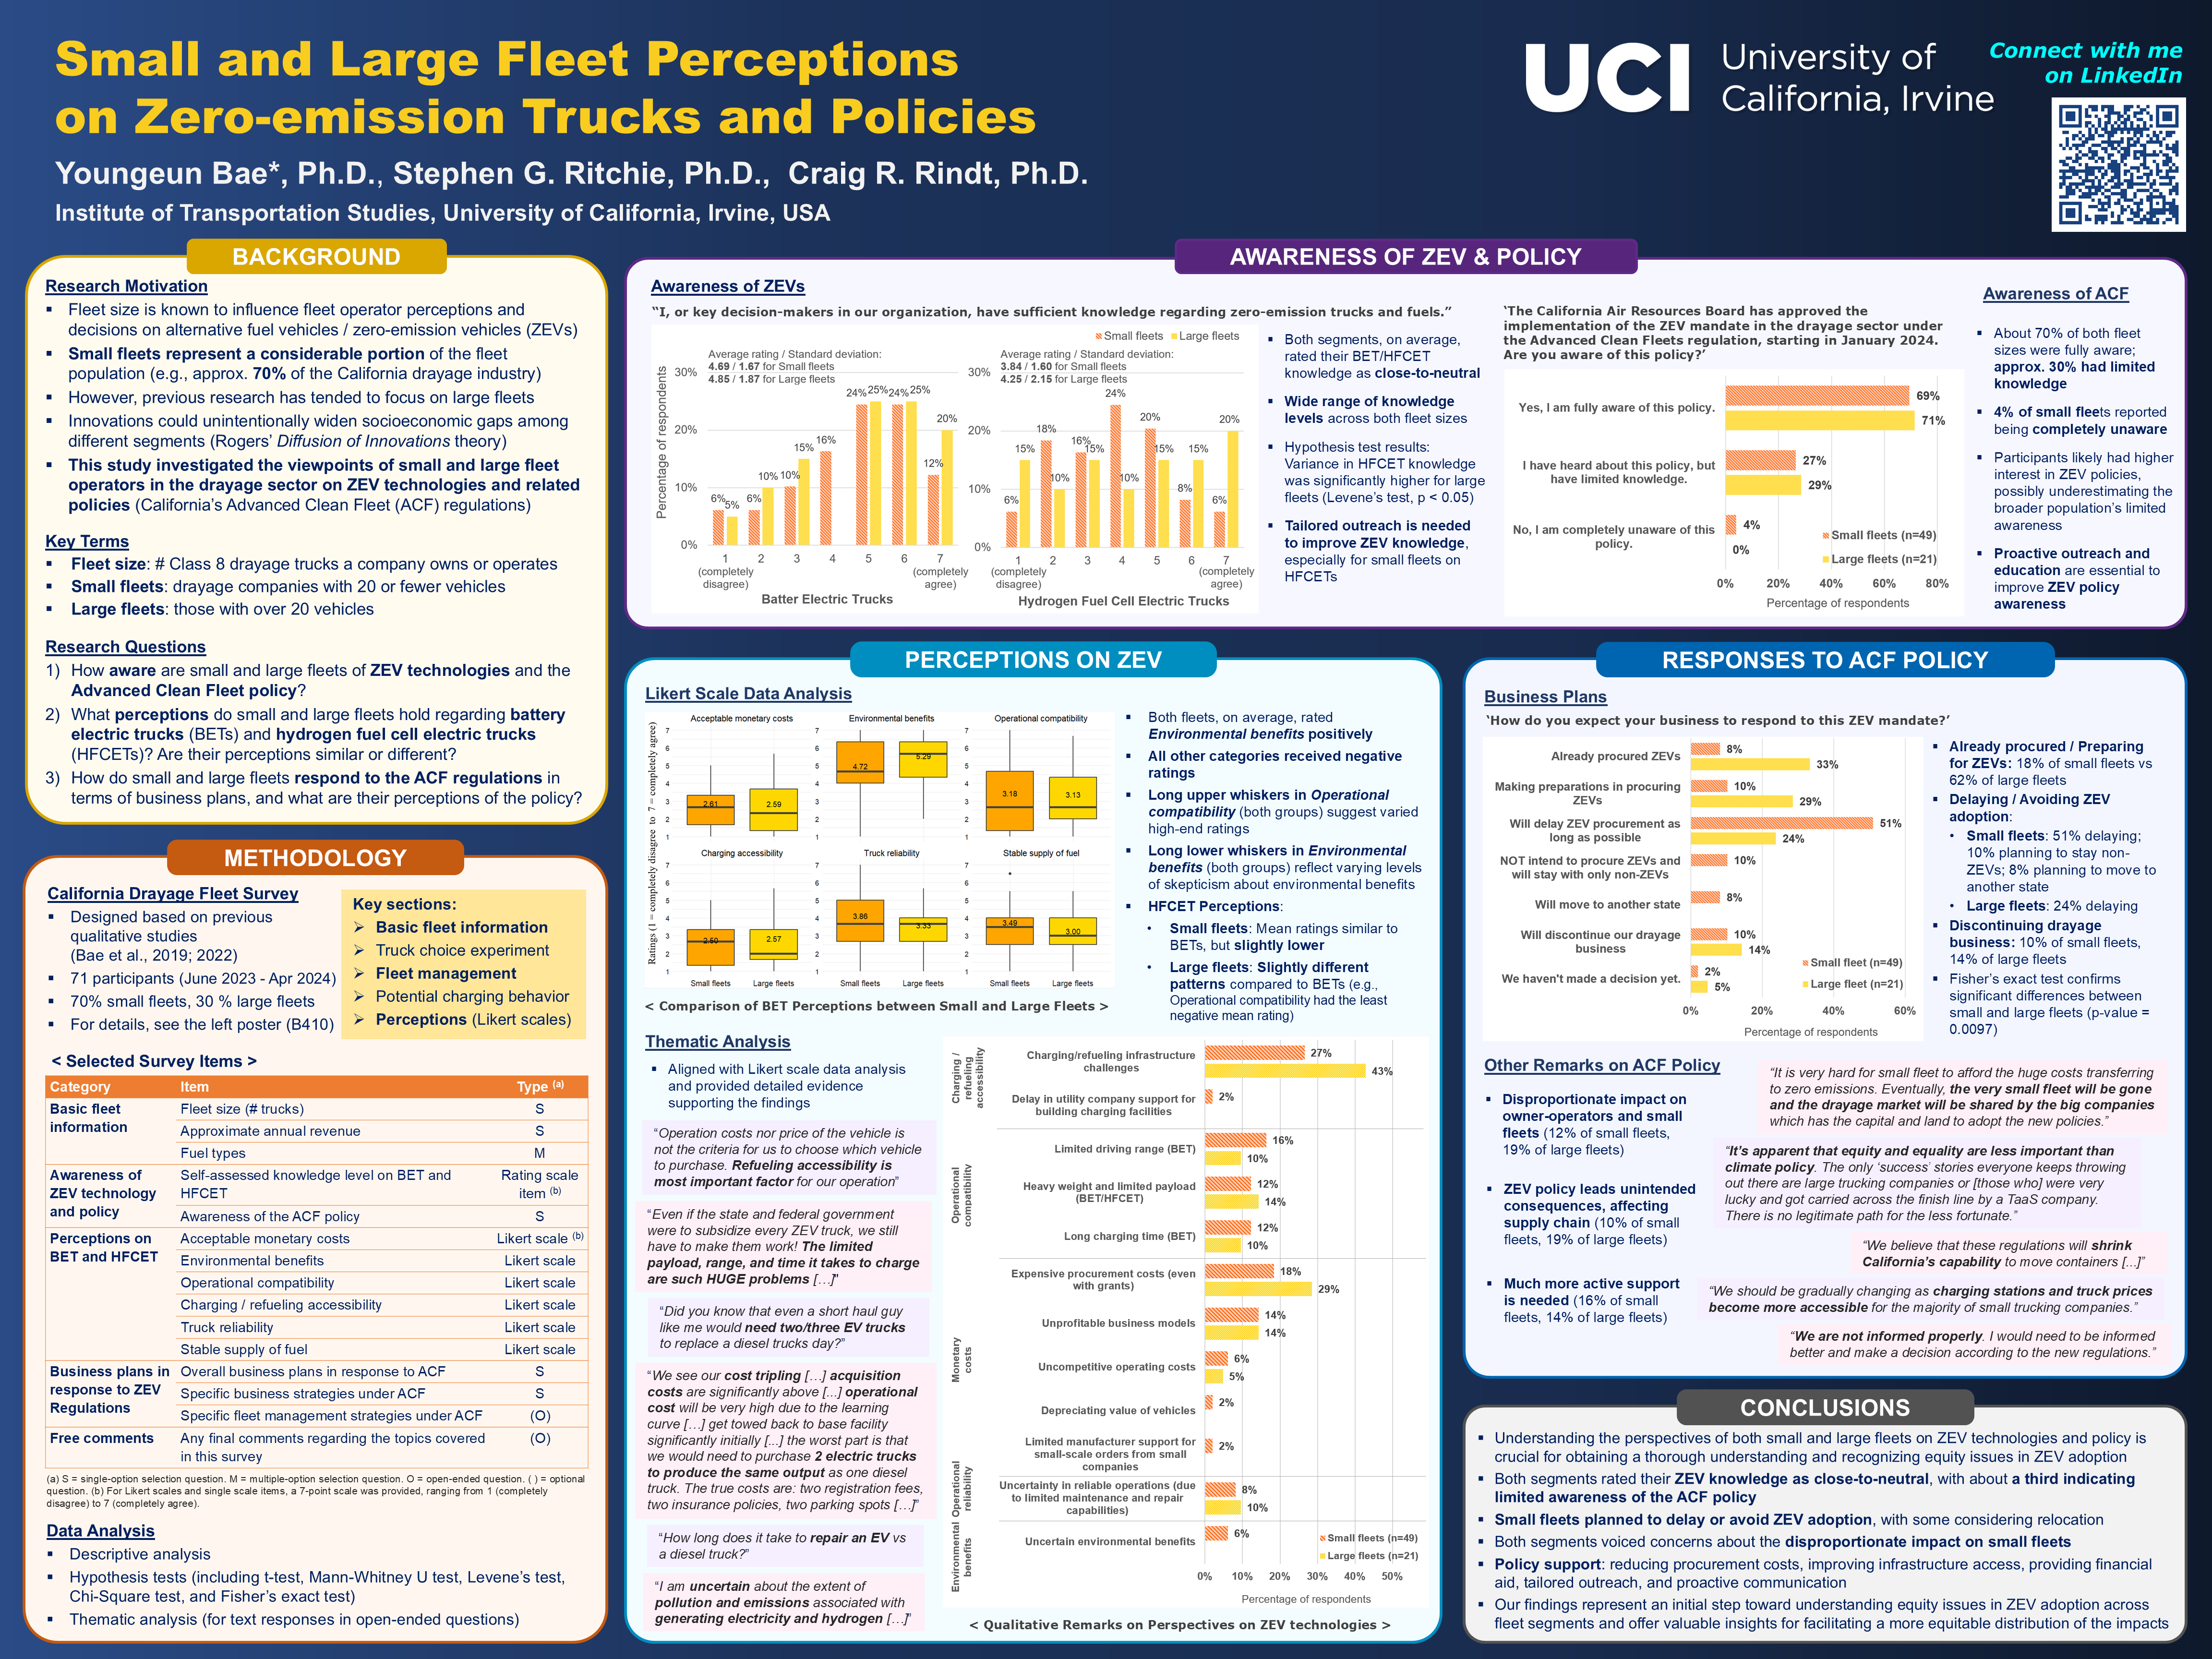 Small and Large Fleet Perceptions
on Zero-emission Trucks and Policies
Youngeun Bae*, Ph.D., Stephen G. Ritchie, Ph.D., Craig R. Rindt, Ph.D.
Institute of Transportation Studies, University of California, Irvine, USA
UCI
University of
California, Irvine
Connect with me
on LinkedIn
BACKGROUND
Research Motivation
▪ Fleet size is known to influence fleet operator perceptions and
decisions on alternative fuel vehicles / zero-emission vehicles (ZEVs)
▪ Small fleets represent a considerable portion of the fleet
population (e.g., approx. 70% of the California drayage industry)
▪ However, previous research has tended to focus on large fleets
▪ Innovations could unintentionally widen socioeconomic gaps among
different segments (Rogers' Diffusion of Innovations theory)
▪ This study investigated the viewpoints of small and large fleet
operators in the drayage sector on ZEV technologies and related
policies (California's Advanced Clean Fleet (ACF) regulations)
Key Terms
▪ Fleet size: # Class 8 drayage trucks a company owns or operates
▪ Small fleets: drayage companies with 20 or fewer vehicles
▪ Large fleets: those with over 20 vehicles
Research Questions
1) How aware are small and large fleets of ZEV technologies and the
Advanced Clean Fleet policy?
2) What perceptions do small and large fleets hold regarding battery
electric trucks (BETs) and hydrogen fuel cell electric trucks
(HFCETs)? Are their perceptions similar or different?
3) How do small and large fleets respond to the ACF regulations in
terms of business plans, and what are their perceptions of the policy?
METHODOLOGY
California Drayage Fleet Survey
▪ Designed based on previous
qualitative studies
(Bae et al., 2019; 2022)
▪ 71 participants (June 2023 - Apr 2024)
▪ 70% small fleets, 30 % large fleets
▪ For details, see the left poster (B410)
Key sections:
➢ Basic fleet information
➢ Truck choice experiment
➢ Fleet management
➢ Potential charging behavior
➢ Perceptions (Likert scales)
< Selected Survey Items >
Category Item Type (a)
Basic fleet information
Fleet size (# trucks) S
Approximate annual revenue S
Fuel types M
Awareness of ZEV technology and policy
Self-assessed knowledge level on BET and HFCET Rating scale item (b)
Awareness of the ACF policy S
Perceptions on BET and HFCET
Acceptable monetary costs Likert scale (b)
Environmental benefits Likert scale
Operational compatibility Likert scale
Charging / refueling accessibility Likert scale
Truck reliability Likert scale
Stable supply of fuel Likert scale
Business plans in response to ZEV Regulations
Overall business plans in response to ACF S
Specific business strategies under ACF S
Specific fleet management strategies under ACF (O)
Free comments
Any final comments regarding the topics covered in this survey (O)
(a) S = single-option selection question. M = multiple-option selection question. O = open-ended question. ( ) = optional
question. (b) For Likert scales and single scale items, a 7-point scale was provided, ranging from 1 (completely
disagree) to 7 (completely agree).
Data Analysis
▪ Descriptive analysis
▪ Hypothesis tests (including t-test, Mann-Whitney U test, Levene's test,
Chi-Square test, and Fisher's exact test)
▪ Thematic analysis (for text responses in open-ended questions)
AWARENESS OF ZEV & POLICY
Awareness of ZEVs
"I, or key decision-makers in our organization, have sufficient knowledge regarding zero-emission trucks and fuels."
Small fleets Large fleets
Average rating / Standard deviation:
4.69 / 1.67 for Small fleets
4.85 / 1.87 for Large fleets
Percentage of respondents
30%
20%
10%
0%
6% 5% 6% 10% 10% 15% 16% 24% 25% 24% 25% 12% 20%
1 2 3 4 5 6 7
(completely disagree) (completely agree)
Batter Electric Trucks
Average rating / Standard deviation:
3.84 / 1.60 for Small fleets
4.25 / 2.15 for Large fleets
30%
20%
10%
0%
6% 15% 18% 10% 16% 15% 24% 10% 20% 15% 8% 15% 6% 20%
1 2 3 4 5 6 7
(completely disagree) (completely agree)
Hydrogen Fuel Cell Electric Trucks
▪ Both segments, on average,
rated their BET/HFCET
knowledge as close-to-neutral
▪ Wide range of knowledge
levels across both fleet sizes
▪ Hypothesis test results:
Variance in HFCET knowledge
was significantly higher for large
fleets (Levene's test, p < 0.05)
▪ Tailored outreach is needed
to improve ZEV knowledge,
especially for small fleets on
HFCETs
'The California Air Resources Board has approved the
implementation of the ZEV mandate in the drayage sector under
the Advanced Clean Fleets regulation, starting in January 2024.
Are you aware of this policy?'
Yes, I am fully aware of this policy. 69% 71%
I have heard about this policy, but
have limited knowledge. 27% 29%
No, I am completely unaware of this
policy. 4% 0%
Small fleets (n=49)
Large fleets (n=21)
0% 20% 40% 60% 80%
Percentage of respondents
Awareness of ACF
▪ About 70% of both fleet
sizes were fully aware;
approx. 30% had limited
knowledge
▪ 4% of small fleets reported
being completely unaware
▪ Participants likely had higher
interest in ZEV policies,
possibly underestimating the
broader population's limited
awareness
▪ Proactive outreach and
education are essential to
improve ZEV policy
awareness
PERCEPTIONS ON ZEV
Likert Scale Data Analysis
Ratings (1 = completely disagree to 7 = completely agree)
Acceptable monetary costs Environmental benefits Operational compatibility
7 6 5 4 3 2 1
2.61 2.59 4.72 5.29 3.18 3.13
Charging accessibility Truck reliability Stable supply of fuel
7 6 5 4 3 2 1
2.50 2.57 3.86 3.33 3.49 3.00
Small fleets Large fleets Small fleets Large fleets Small fleets Large fleets
< Comparison of BET Perceptions between Small and Large Fleets >
▪ Both fleets, on average, rated
Environmental benefits positively
▪ All other categories received negative
ratings
▪ Long upper whiskers in Operational
compatibility (both groups) suggest varied
high-end ratings
▪ Long lower whiskers in Environmental
benefits (both groups) reflect varying levels
of skepticism about environmental benefits
▪ HFCET Perceptions:
• Small fleets: Mean ratings similar to
BETs, but slightly lower
• Large fleets: Slightly different
patterns compared to BETs (e.g.,
Operational compatibility had the least
negative mean rating)
Thematic Analysis
▪ Aligned with Likert scale data analysis
and provided detailed evidence
supporting the findings
"Operation costs nor price of the vehicle is
not the criteria for us to choose which vehicle
to purchase. Refueling accessibility is
most important factor for our operation"
"Even if the state and federal government
were to subsidize every ZEV truck, we still
have to make them work! The limited
payload, range, and time it takes to charge
are such HUGE problems […]"
"Did you know that even a short haul guy
like me would need two/three EV trucks
to replace a diesel trucks day?"
"We see our cost tripling […] acquisition
costs are significantly above [...] operational
cost will be very high due to the learning
curve […] get towed back to base facility
significantly initially [...] the worst part is that
we would need to purchase 2 electric trucks
to produce the same output as one diesel
truck. The true costs are: two registration fees,
two insurance policies, two parking spots […]"
"How long does it take to repair an EV vs
a diesel truck?"
"I am uncertain about the extent of
pollution and emissions associated with
generating electricity and hydrogen […]"
Charging / refueling accessibility
Charging/refueling infrastructure
challenges 27% 43%
Delay in utility company support for
building charging facilities 2%
Operational compatibility
Limited driving range (BET) 16% 10%
Heavy weight and limited payload
(BET/HFCET) 12% 14%
Long charging time (BET) 12% 10%
Monetary costs
Expensive procurement costs (even
with grants) 18% 29%
Unprofitable business models 14% 14%
Uncompetitive operating costs 6% 5%
Depreciating value of vehicles 2%
Limited manufacturer support for
small-scale orders from small
companies 2%
Operational reliability
Uncertainty in reliable operations (due
to limited maintenance and repair
capabilities) 8% 10%
Environmental benefits
Uncertain environmental benefits 6%
Small fleets (n=49)
Large fleets (n=21)
0% 10% 20% 30% 40% 50%
Percentage of respondents
< Qualitative Remarks on Perspectives on ZEV technologies >
RESPONSES TO ACF POLICY
Business Plans
'How do you expect your business to respond to this ZEV mandate?'
Already procured ZEVs 8% 33%
Making preparations in procuring
ZEVs 10% 29%
Will delay ZEV procurement as
long as possible 51% 24%
NOT intend to procure ZEVs and
will stay with only non-ZEVs 10%
Will move to another state 8%
Will discontinue our drayage
business 10% 14%
We haven't made a decision yet. 2% 5%
Small fleet (n=49)
Large fleet (n=21)
0% 20% 40% 60%
Percentage of respondents
▪ Already procured / Preparing
for ZEVs: 18% of small fleets vs
62% of large fleets
▪ Delaying / Avoiding ZEV
adoption:
• Small fleets: 51% delaying;
10% planning to stay non-
ZEVs; 8% planning to move to
another state
• Large fleets: 24% delaying
▪ Discontinuing drayage
business: 10% of small fleets,
14% of large fleets
▪ Fisher's exact test confirms
significant differences between
small and large fleets (p-value =
0.0097)
Other Remarks on ACF Policy
▪ Disproportionate impact on
owner-operators and small
fleets (12% of small fleets,
19% of large fleets)
▪ ZEV policy leads unintended
consequences, affecting
supply chain (10% of small
fleets, 19% of large fleets)
▪ Much more active support
is needed (16% of small
fleets, 14% of large fleets)
"It is very hard for small fleet to afford the huge costs transferring
to zero emissions. Eventually, the very small fleet will be gone
and the drayage market will be shared by the big companies
which has the capital and land to adopt the new policies."
"It's apparent that equity and equality are less important than
climate policy. The only 'success' stories everyone keeps throwing
out there are large trucking companies or [those who] were very
lucky and got carried across the finish line by a TaaS company.
There is no legitimate path for the less fortunate."
"We believe that these regulations will shrink
California's capability to move containers [...]"
"We should be gradually changing as charging stations and truck prices
become more accessible for the majority of small trucking companies."
"We are not informed properly. I would need to be informed
better and make a decision according to the new regulations."
CONCLUSIONS
▪ Understanding the perspectives of both small and large fleets on ZEV technologies and policy is
crucial for obtaining a thorough understanding and recognizing equity issues in ZEV adoption
▪ Both segments rated their ZEV knowledge as close-to-neutral, with about a third indicating
limited awareness of the ACF policy
▪ Small fleets planned to delay or avoid ZEV adoption, with some considering relocation
▪ Both segments voiced concerns about the disproportionate impact on small fleets
▪ Policy support: reducing procurement costs, improving infrastructure access, providing financial
aid, tailored outreach, and proactive communication
▪ Our findings represent an initial step toward understanding equity issues in ZEV adoption across
fleet segments and offer valuable insights for facilitating a more equitable distribution of the impacts